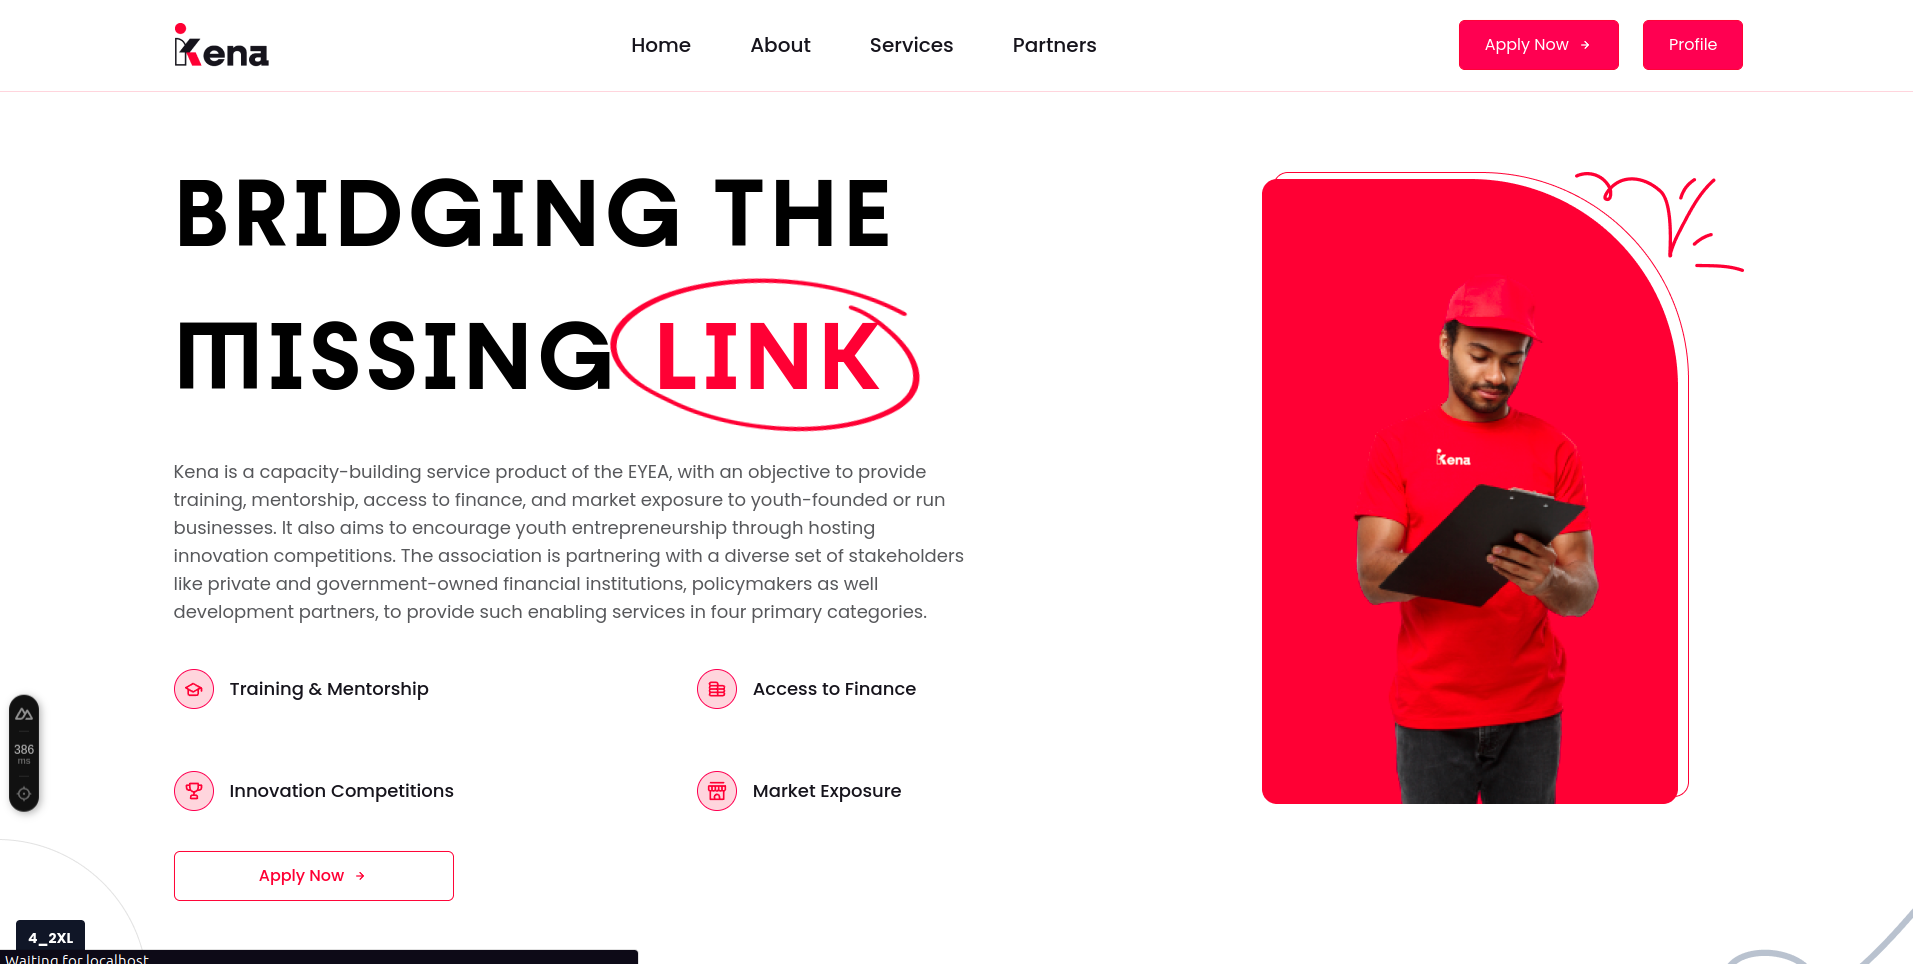 Kena
Home About Services Partners
Apply Now
Profile
BRIDGING THE
MISSING LINK
Kena is a capacity-building service product of the EYEA, with an objective to provide
training, mentorship, access to finance, and market exposure to youth-founded or run
businesses. It also aims to encourage youth entrepreneurship through hosting
innovation competitions. The association is partnering with a diverse set of stakeholders
like private and government-owned financial institutions, policymakers as well
development partners, to provide such enabling services in four primary categories.
Kena
Training & Mentorship
Access to Finance
Innovation Competitions
Market Exposure
386
ms
Apply Now
4_2XL
Waiting for localhost